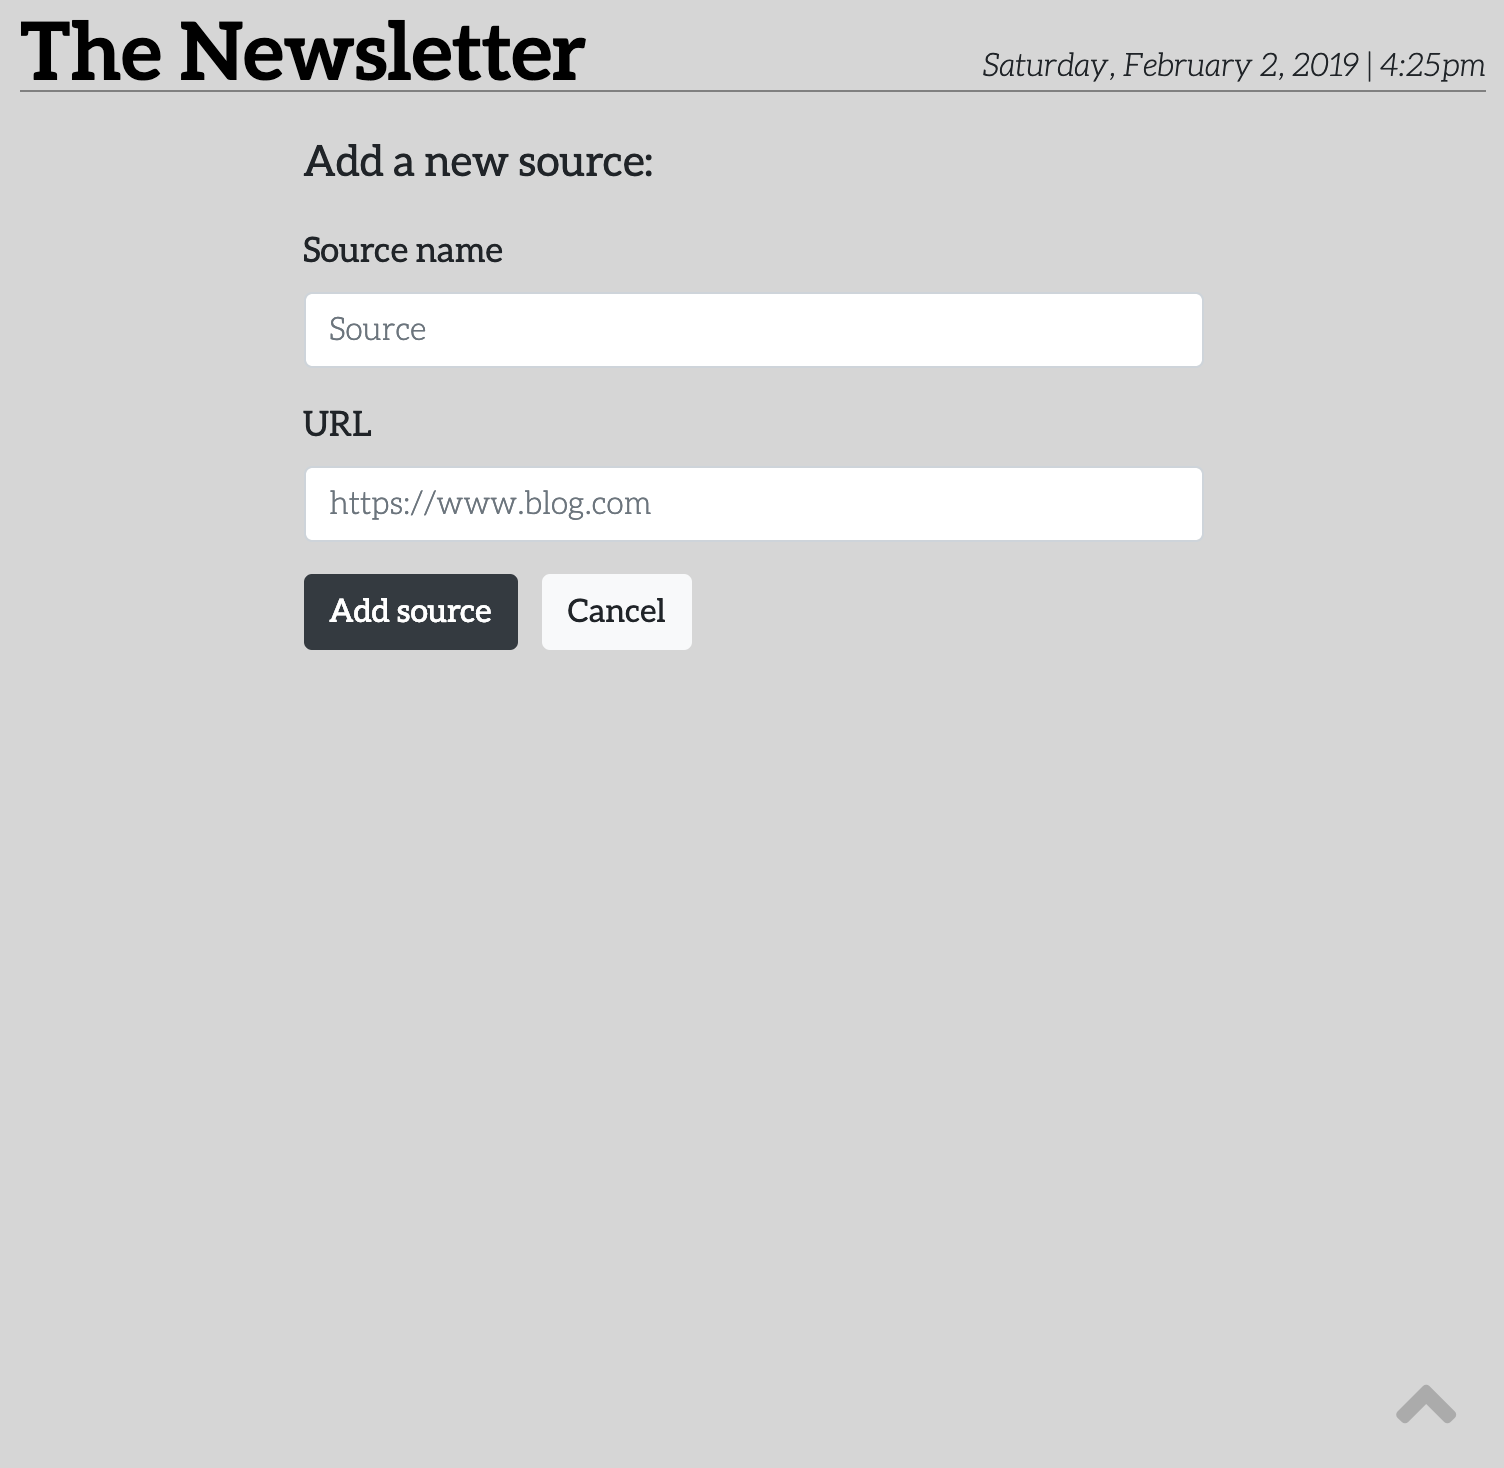 The Newsletter
Saturday, February 2, 2019 | 4:25pm
Add a new source:
Source name
Source
URL
https://www.blog.com
Add source
Cancel